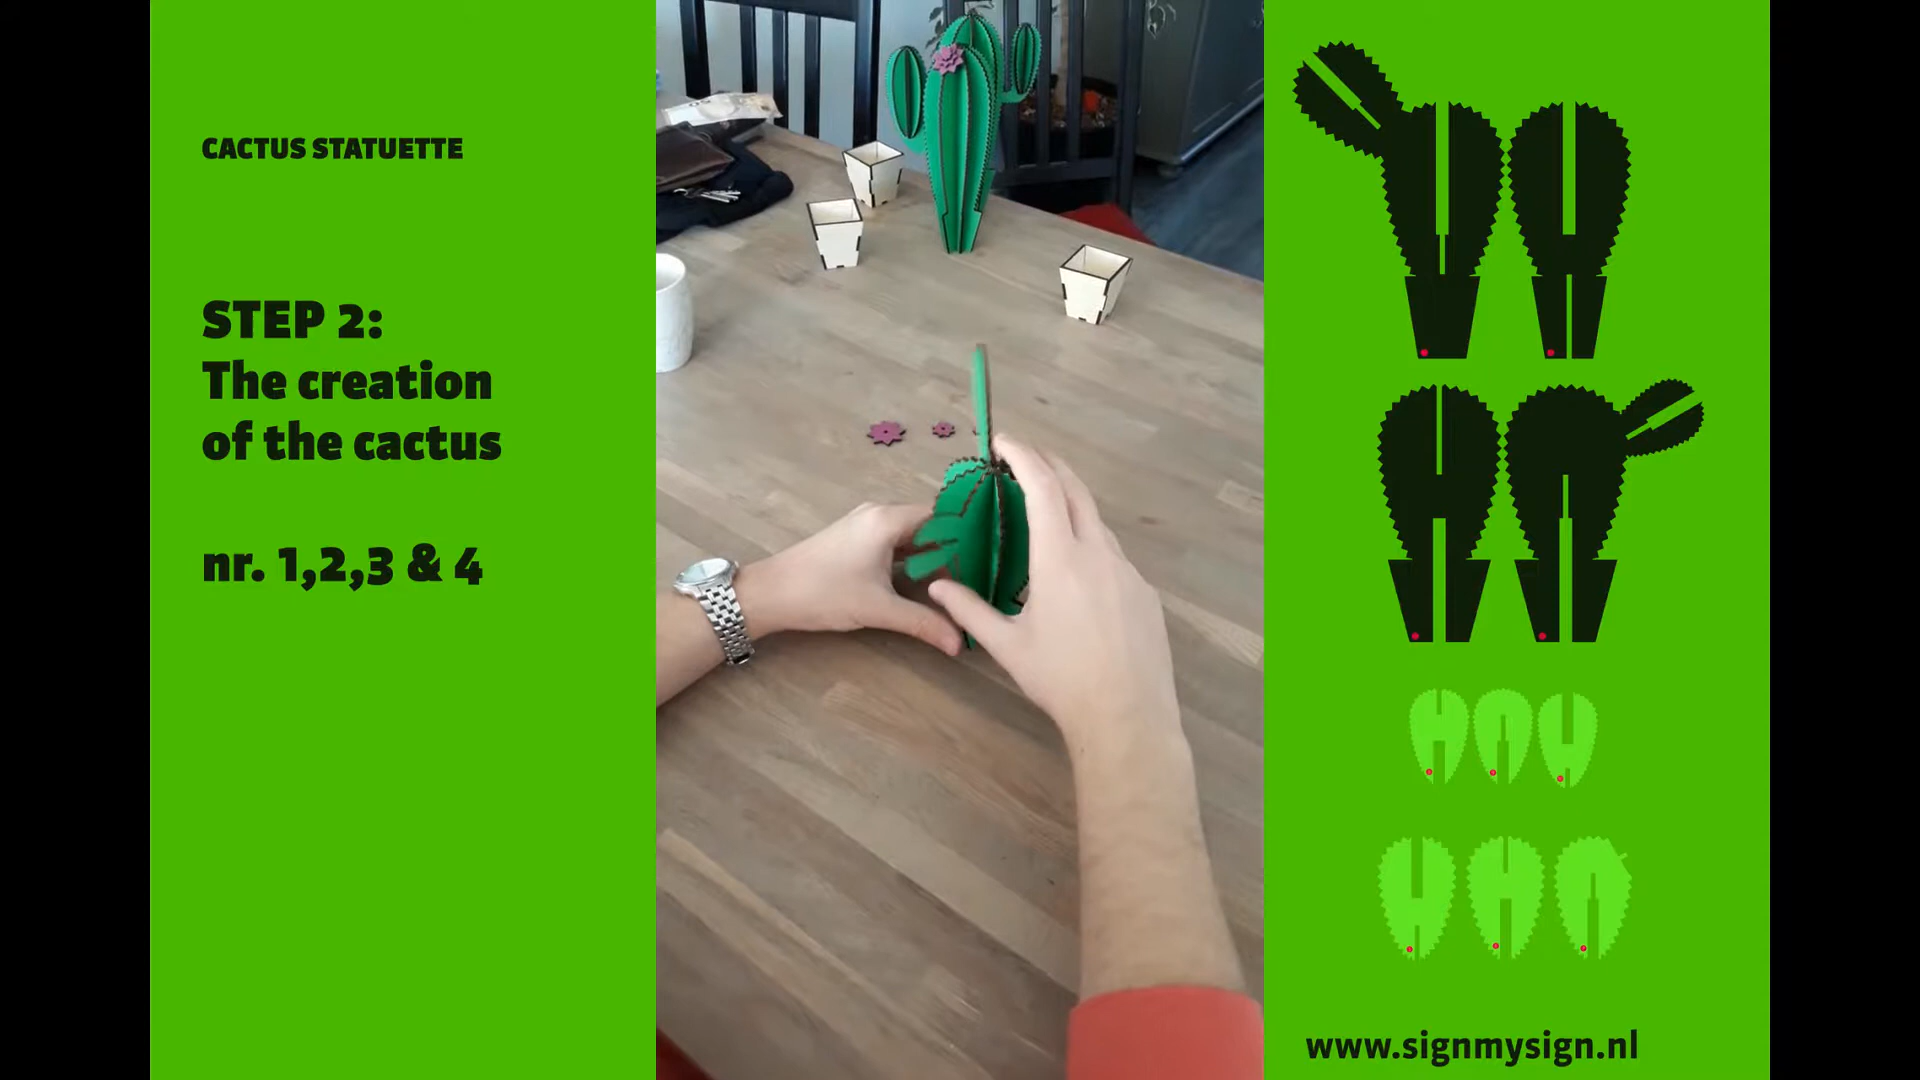 CACTUS STATUETTE
STEP 2:
The creation
of the cactus
nr. 1,2,3 & 4
www.signmysign.nl